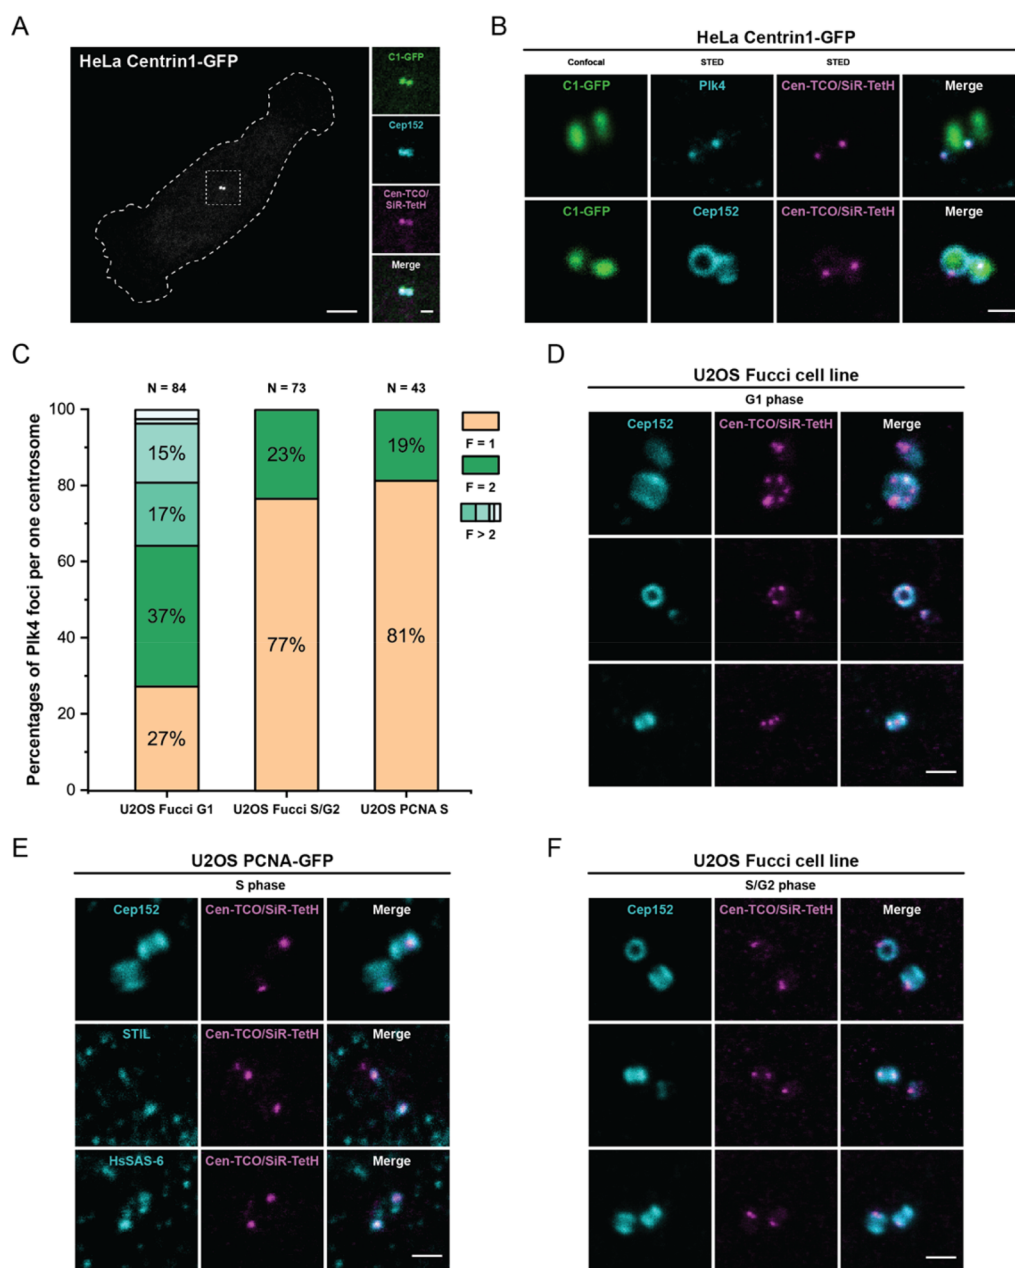 A
HeLa Centrin1-GFP
C1-GFP
Cep152
Cen-TCO/
SiR-TetH
Merge
B
HeLa Centrin1-GFP
Confocal
STED
STED
C1-GFP
Plk4
Cen-TCO/SiR-TetH
Merge
C1-GFP
Cep152
Cen-TCO/SiR-TetH
Merge
C
N = 84
N = 73
N = 43
Percentages of Plk4 foci per one centrosome
100
80
60
40
20
0
15%
17%
37%
27%
23%
77%
19%
81%
F = 1
F = 2
F > 2
U2OS Fucci G1
U2OS Fucci S/G2
U2OS PCNA S
D
U2OS Fucci cell line
G1 phase
Cep152
Cen-TCO/SiR-TetH
Merge
E
U2OS PCNA-GFP
S phase
Cep152
Cen-TCO/SiR-TetH
Merge
STIL
Cen-TCO/SiR-TetH
Merge
HsSAS-6
Cen-TCO/SiR-TetH
Merge
F
U2OS Fucci cell line
S/G2 phase
Cep152
Cen-TCO/SiR-TetH
Merge